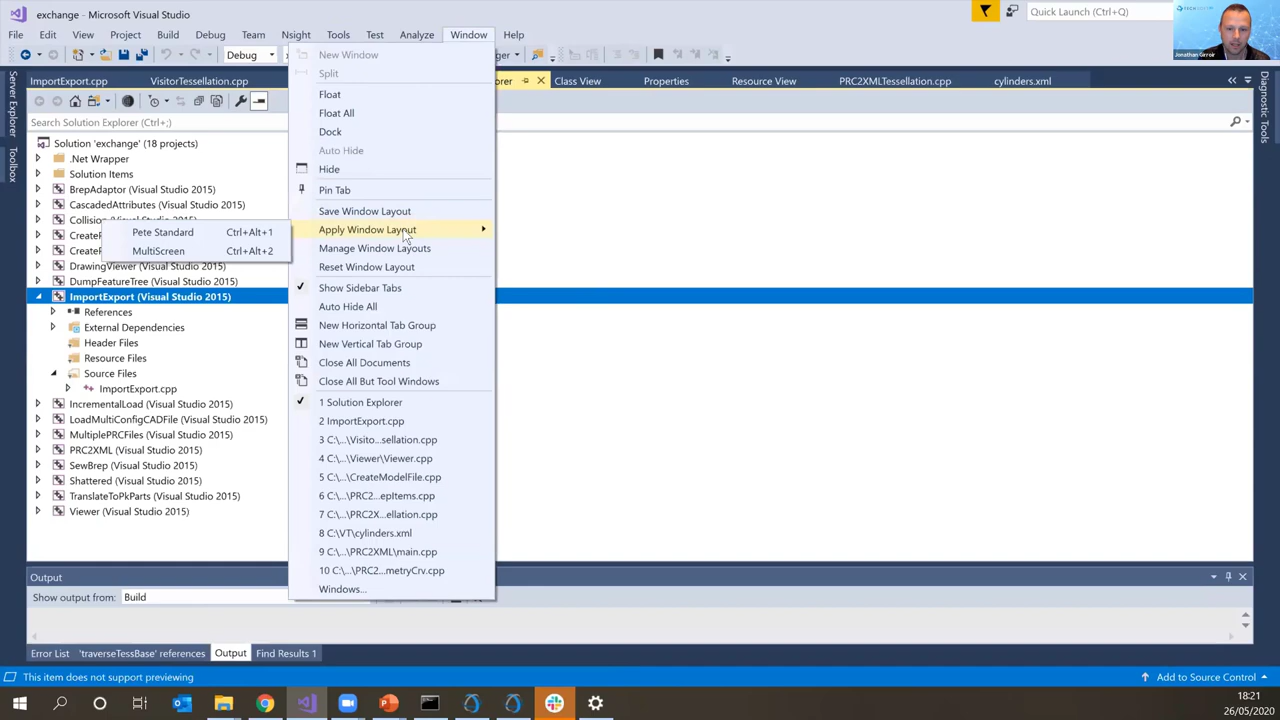 exchange - Microsoft Visual Studio
Quick Launch (Ctrl+Q)
File Edit View Project Build Debug Team Nsight Tools Test Analyze Window Help
Debug
ImportExport.cpp VisitorTessellation.cpp Class View Properties Resource View PRC2XMLTessellation.cpp cylinders.xml
Search Solution Explorer (Ctrl+;)
Server Explorer
Toolbox
Diagnostic Tools
Solution 'exchange' (18 projects)
.Net Wrapper
Solution Items
BrepAdaptor (Visual Studio 2015)
CascadedAttributes (Visual Studio 2015)
Collision (Visual Studio 2015)
DrawingViewer (Visual Studio 2015)
DumpFeatureTree (Visual Studio 2015)
ImportExport (Visual Studio 2015)
References
External Dependencies
Header Files
Resource Files
Source Files
ImportExport.cpp
IncrementalLoad (Visual Studio 2015)
LoadMultiConfigCADFile (Visual Studio 2015)
MultiplePRCFiles (Visual Studio 2015)
PRC2XML (Visual Studio 2015)
SewBrep (Visual Studio 2015)
Shattered (Visual Studio 2015)
TranslateToPkParts (Visual Studio 2015)
Viewer (Visual Studio 2015)
Pete Standard Ctrl+Alt+1
MultiScreen Ctrl+Alt+2
New Window
Split
Float
Float All
Dock
Auto Hide
Hide
Pin Tab
Save Window Layout
Apply Window Layout
Manage Window Layouts
Reset Window Layout
Show Sidebar Tabs
Auto Hide All
New Horizontal Tab Group
New Vertical Tab Group
Close All Documents
Close All But Tool Windows
1 Solution Explorer
2 ImportExport.cpp
3 C:\...\Visito...sellation.cpp
4 C:\...\Viewer\Viewer.cpp
5 C:\...\CreateModelFile.cpp
6 C:\...\PRC2...epItems.cpp
7 C:\...\PRC2X...ellation.cpp
8 C:\VT\cylinders.xml
9 C:\...\PRC2XML\main.cpp
10 C:\...\PRC2...metryCrv.cpp
Windows...
Output
Show output from: Build
Error List 'traverseTessBase' references Output Find Results 1
This item does not support previewing
Add to Source Control
18:21
26/05/2020
Jonathan Girroir